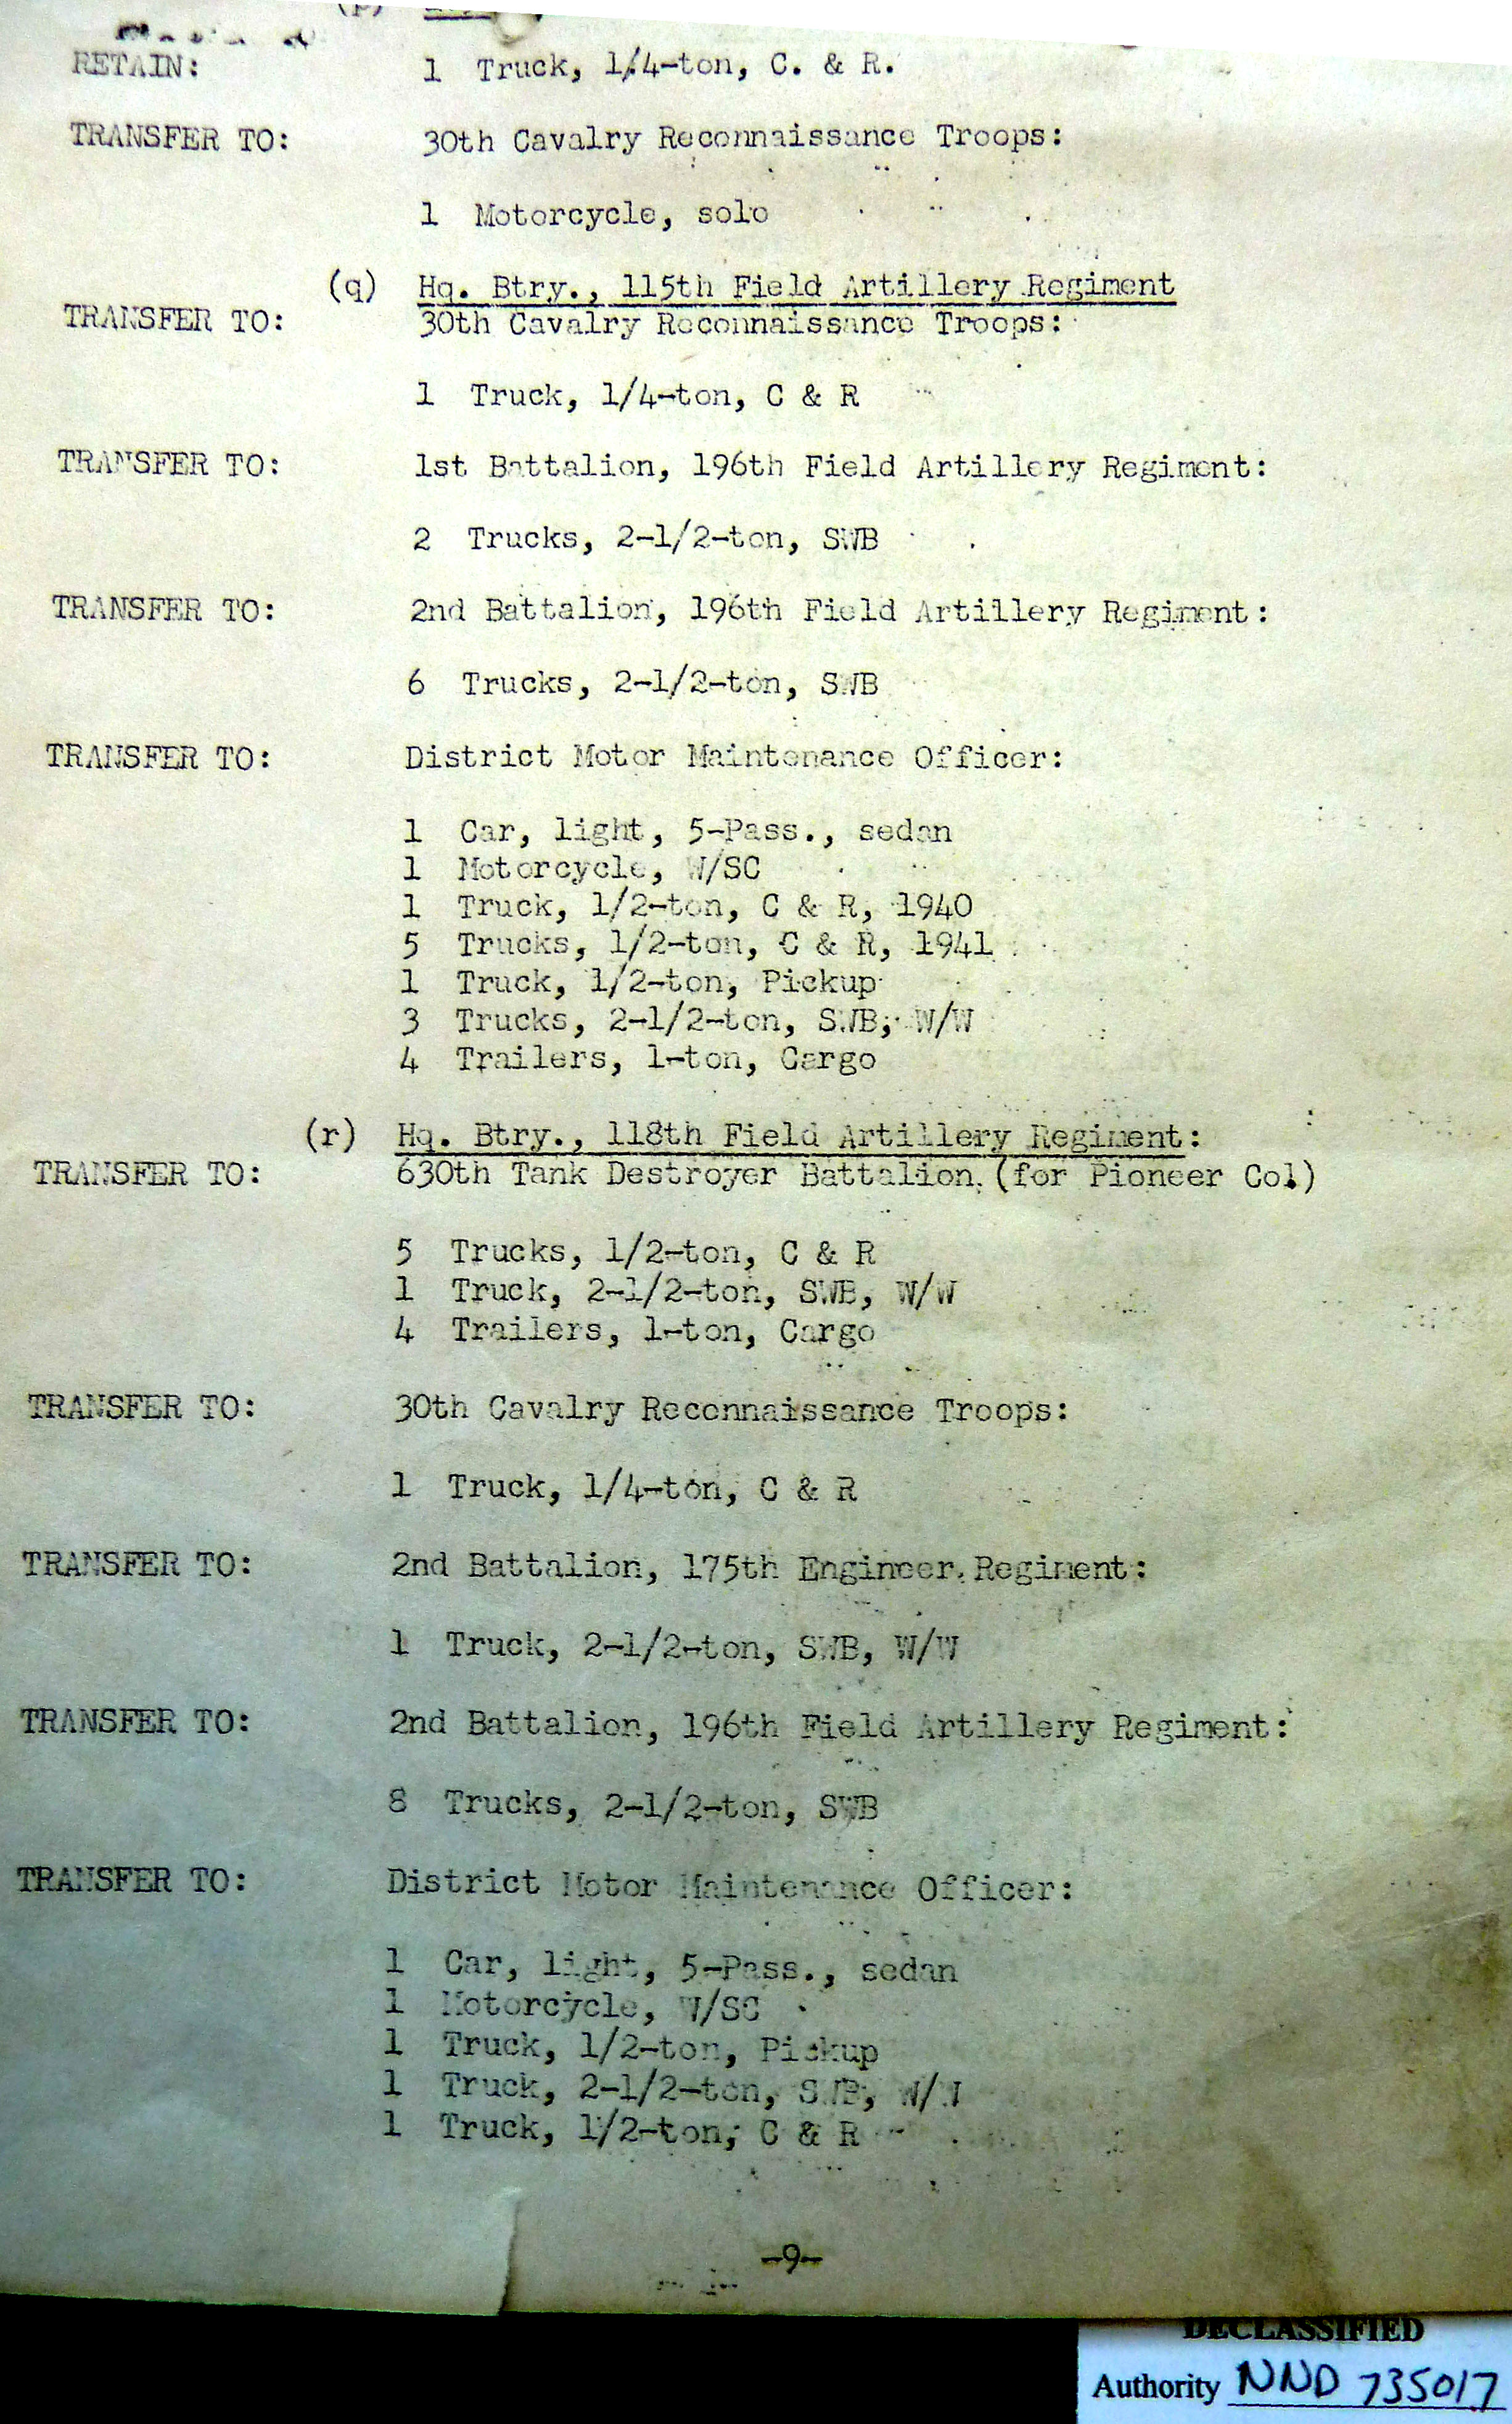 (p)
RETAIN: 1 Truck, 1/4-ton, C. & R.
TRANSFER TO: 30th Cavalry Reconnaissance Troops:
1 Motorcycle, solo
(q) Hq. Btry., 115th Field Artillery Regiment
TRANSFER TO: 30th Cavalry Reconnaissance Troops:
1 Truck, 1/4-ton, C & R
TRANSFER TO: 1st Battalion, 196th Field Artillery Regiment:
2 Trucks, 2-1/2-ton, SWB
TRANSFER TO: 2nd Battalion, 196th Field Artillery Regiment:
6 Trucks, 2-1/2-ton, SWB
TRANSFER TO: District Motor Maintenance Officer:
1 Car, light, 5-Pass., sedan
1 Motorcycle, W/SC
1 Truck, 1/2-ton, C & R, 1940
5 Trucks, 1/2-ton, C & R, 1941
1 Truck, 1/2-ton, Pickup
3 Trucks, 2-1/2-ton, SWB, W/W
4 Trailers, 1-ton, Cargo
(r) Hq. Btry., 118th Field Artillery Regiment:
TRANSFER TO: 630th Tank Destroyer Battalion (for Pioneer Co.)
5 Trucks, 1/2-ton, C & R
1 Truck, 2-1/2-ton, SWB, W/W
4 Trailers, 1-ton, Cargo
TRANSFER TO: 30th Cavalry Reconnaissance Troops:
1 Truck, 1/4-ton, C & R
TRANSFER TO: 2nd Battalion, 175th Engineer Regiment:
1 Truck, 2-1/2-ton, SWB, W/W
TRANSFER TO: 2nd Battalion, 196th Field Artillery Regiment:
8 Trucks, 2-1/2-ton, SWB
TRANSFER TO: District Motor Maintenance Officer:
1 Car, light, 5-Pass., sedan
1 Motorcycle, W/SC
1 Truck, 1/2-ton, Pickup
1 Truck, 2-1/2-ton, SWB, W/W
1 Truck, 1/2-ton, C & R
-9-
DECLASSIFIED
Authority NND 735017